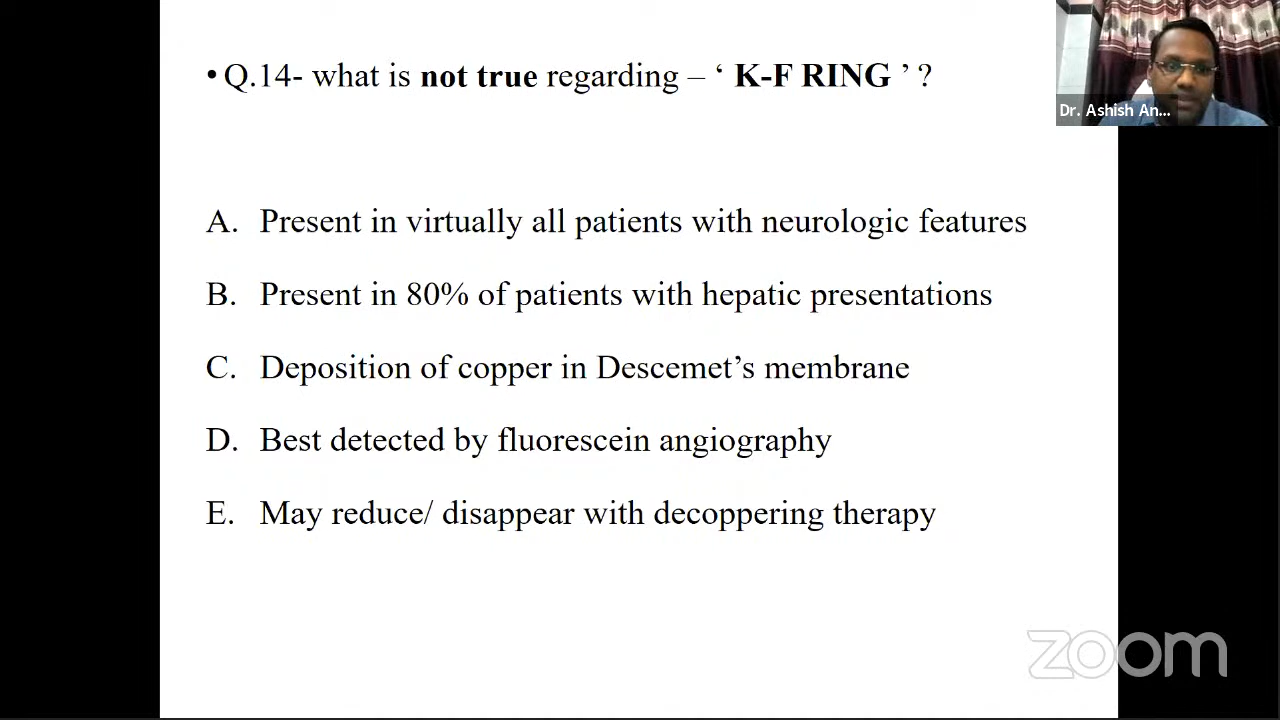 • Q.14- what is not true regarding – ‘ K-F RING ’ ?
Dr. Ashish An...
A. Present in virtually all patients with neurologic features
B. Present in 80% of patients with hepatic presentations
C. Deposition of copper in Descemet’s membrane
D. Best detected by fluorescein angiography
E. May reduce/ disappear with decoppering therapy
zoom